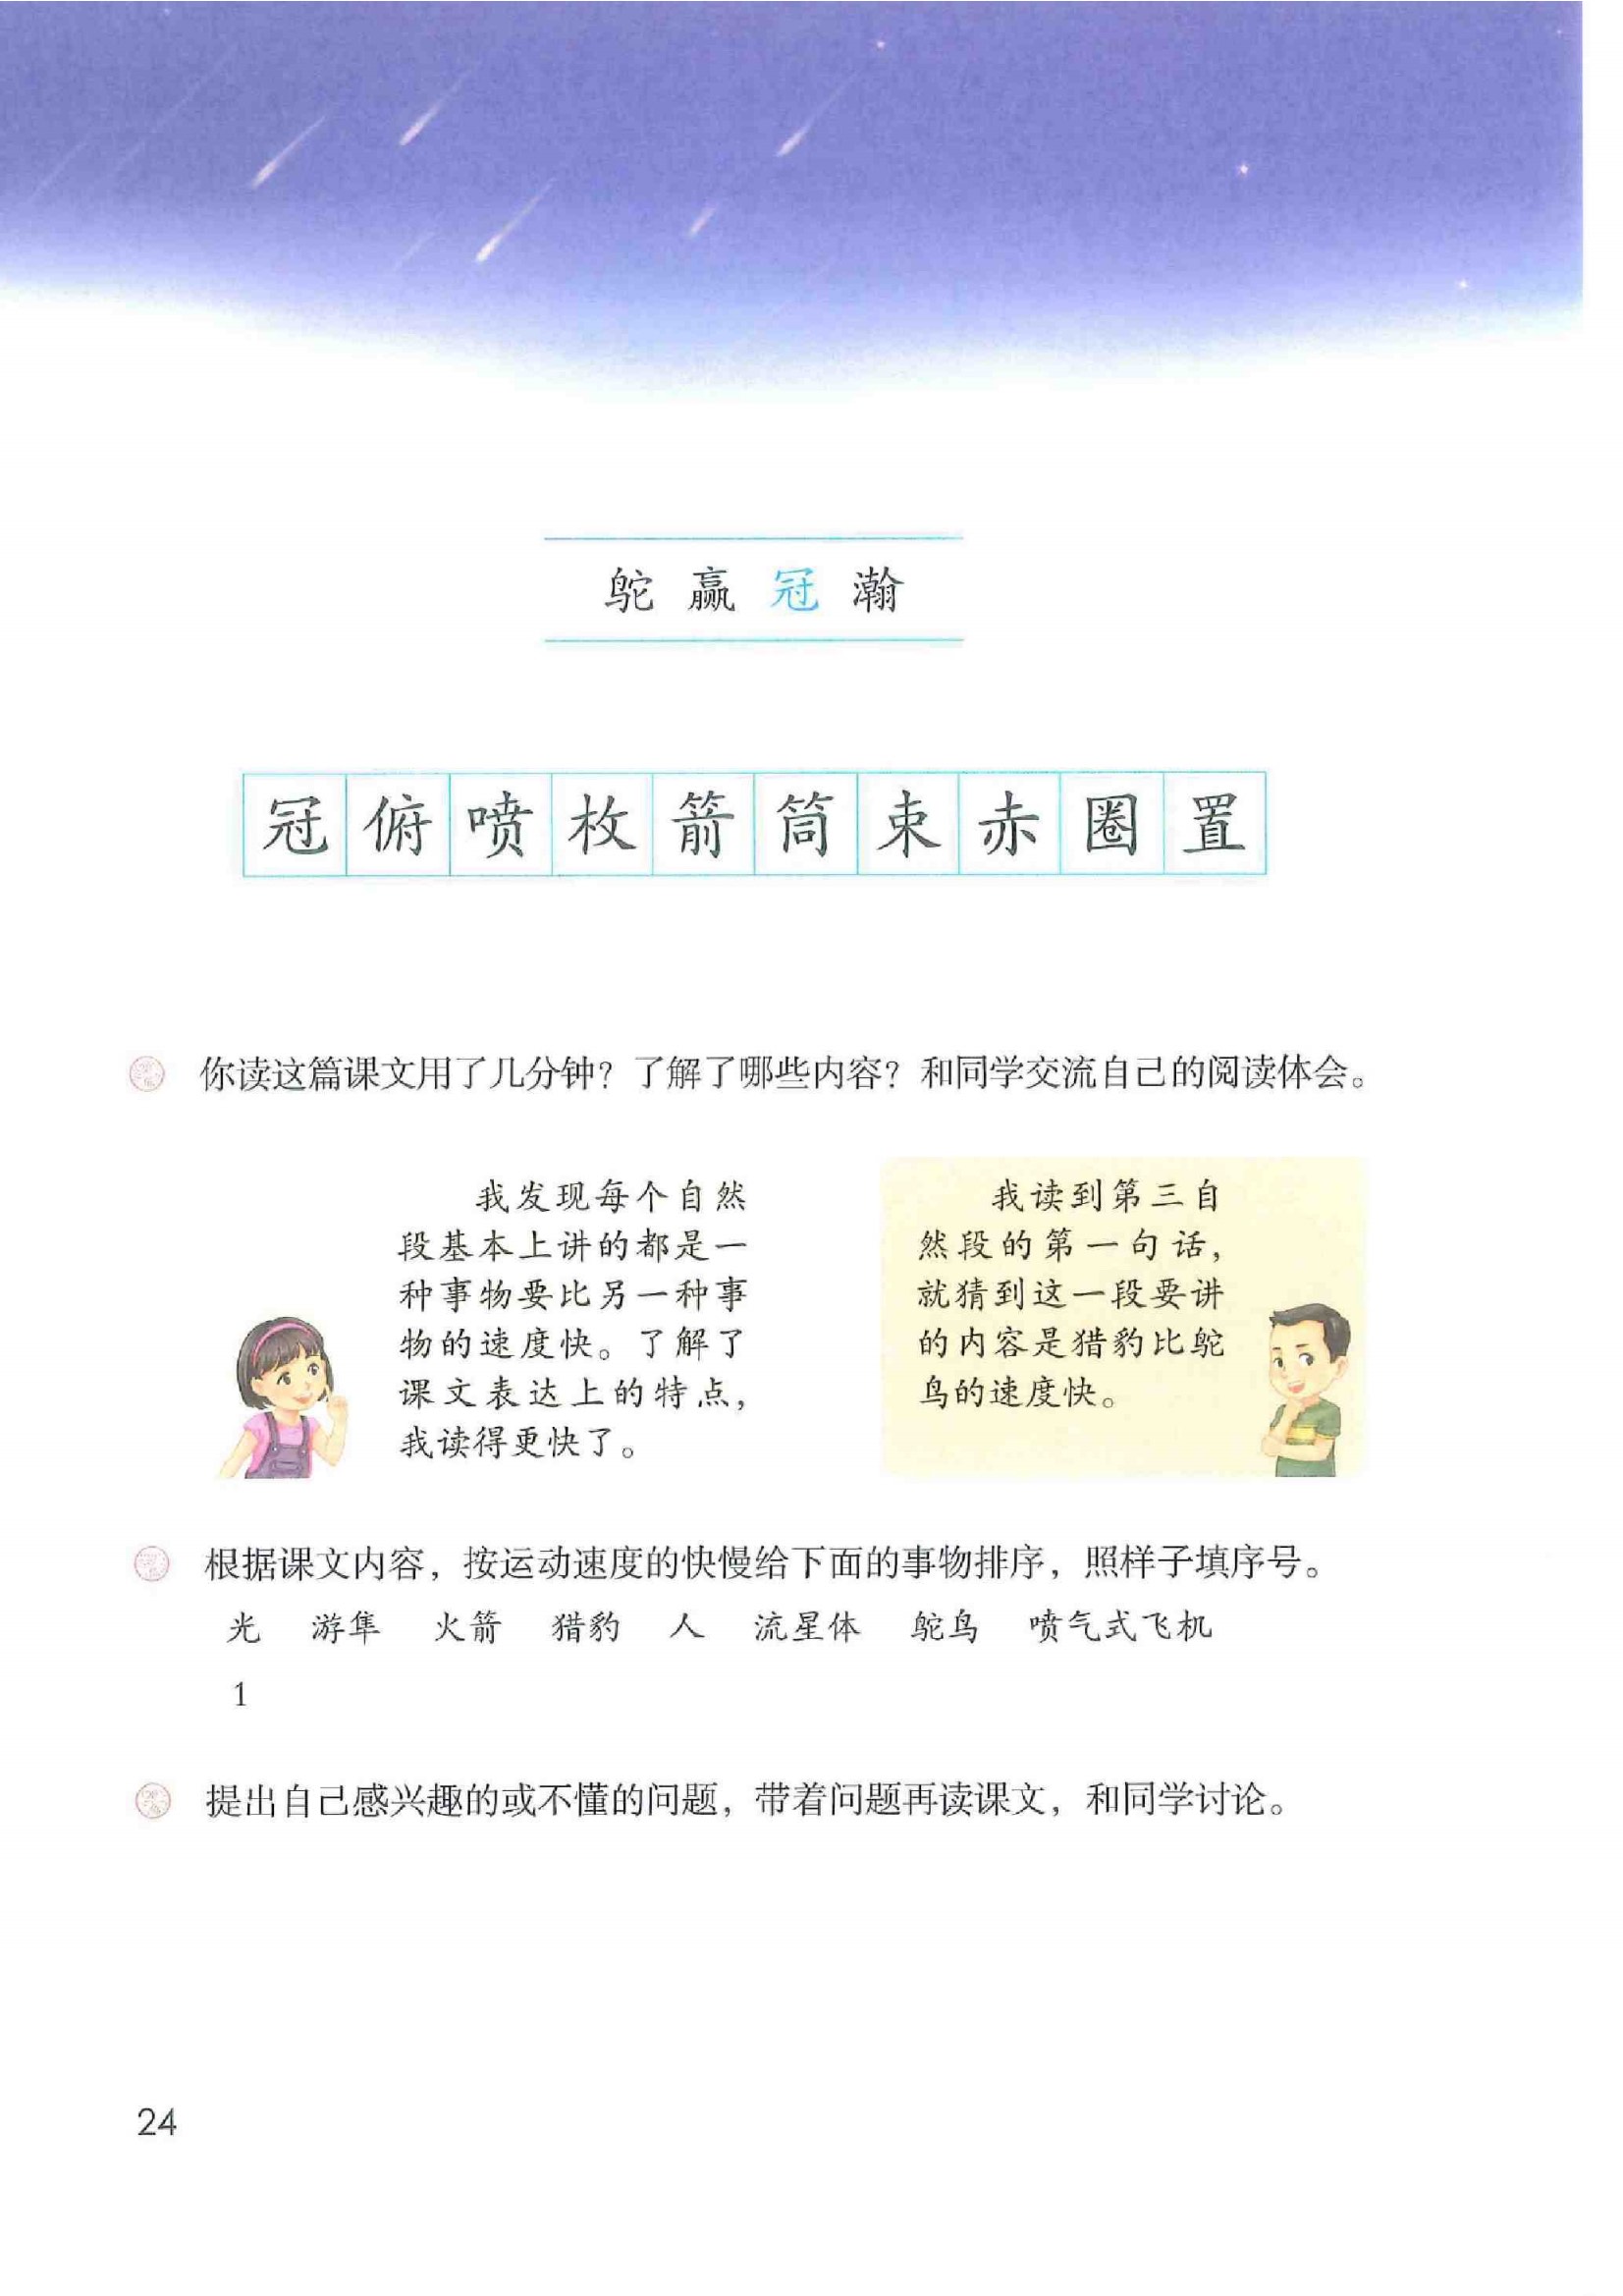 鸵 赢 冠 瀚
冠 俯 喷 枚 箭 筒 束 赤 圈 置
你读这篇课文用了几分钟？了解了哪些内容？和同学交流自己的阅读体会。
我发现每个自然
段基本上讲的都是一
种事物要比另一种事
物的速度快。了解了
课文表达上的特点，
我读得更快了。
我读到第三自
然段的第一句话，
就猜到这一段要讲
的内容是猎豹比鸵
鸟的速度快。
根据课文内容，按运动速度的快慢给下面的事物排序，照样子填序号。
光 游隼 火箭 猎豹 人 流星体 鸵鸟 喷气式飞机
1
提出自己感兴趣的或不懂的问题，带着问题再读课文，和同学讨论。
24